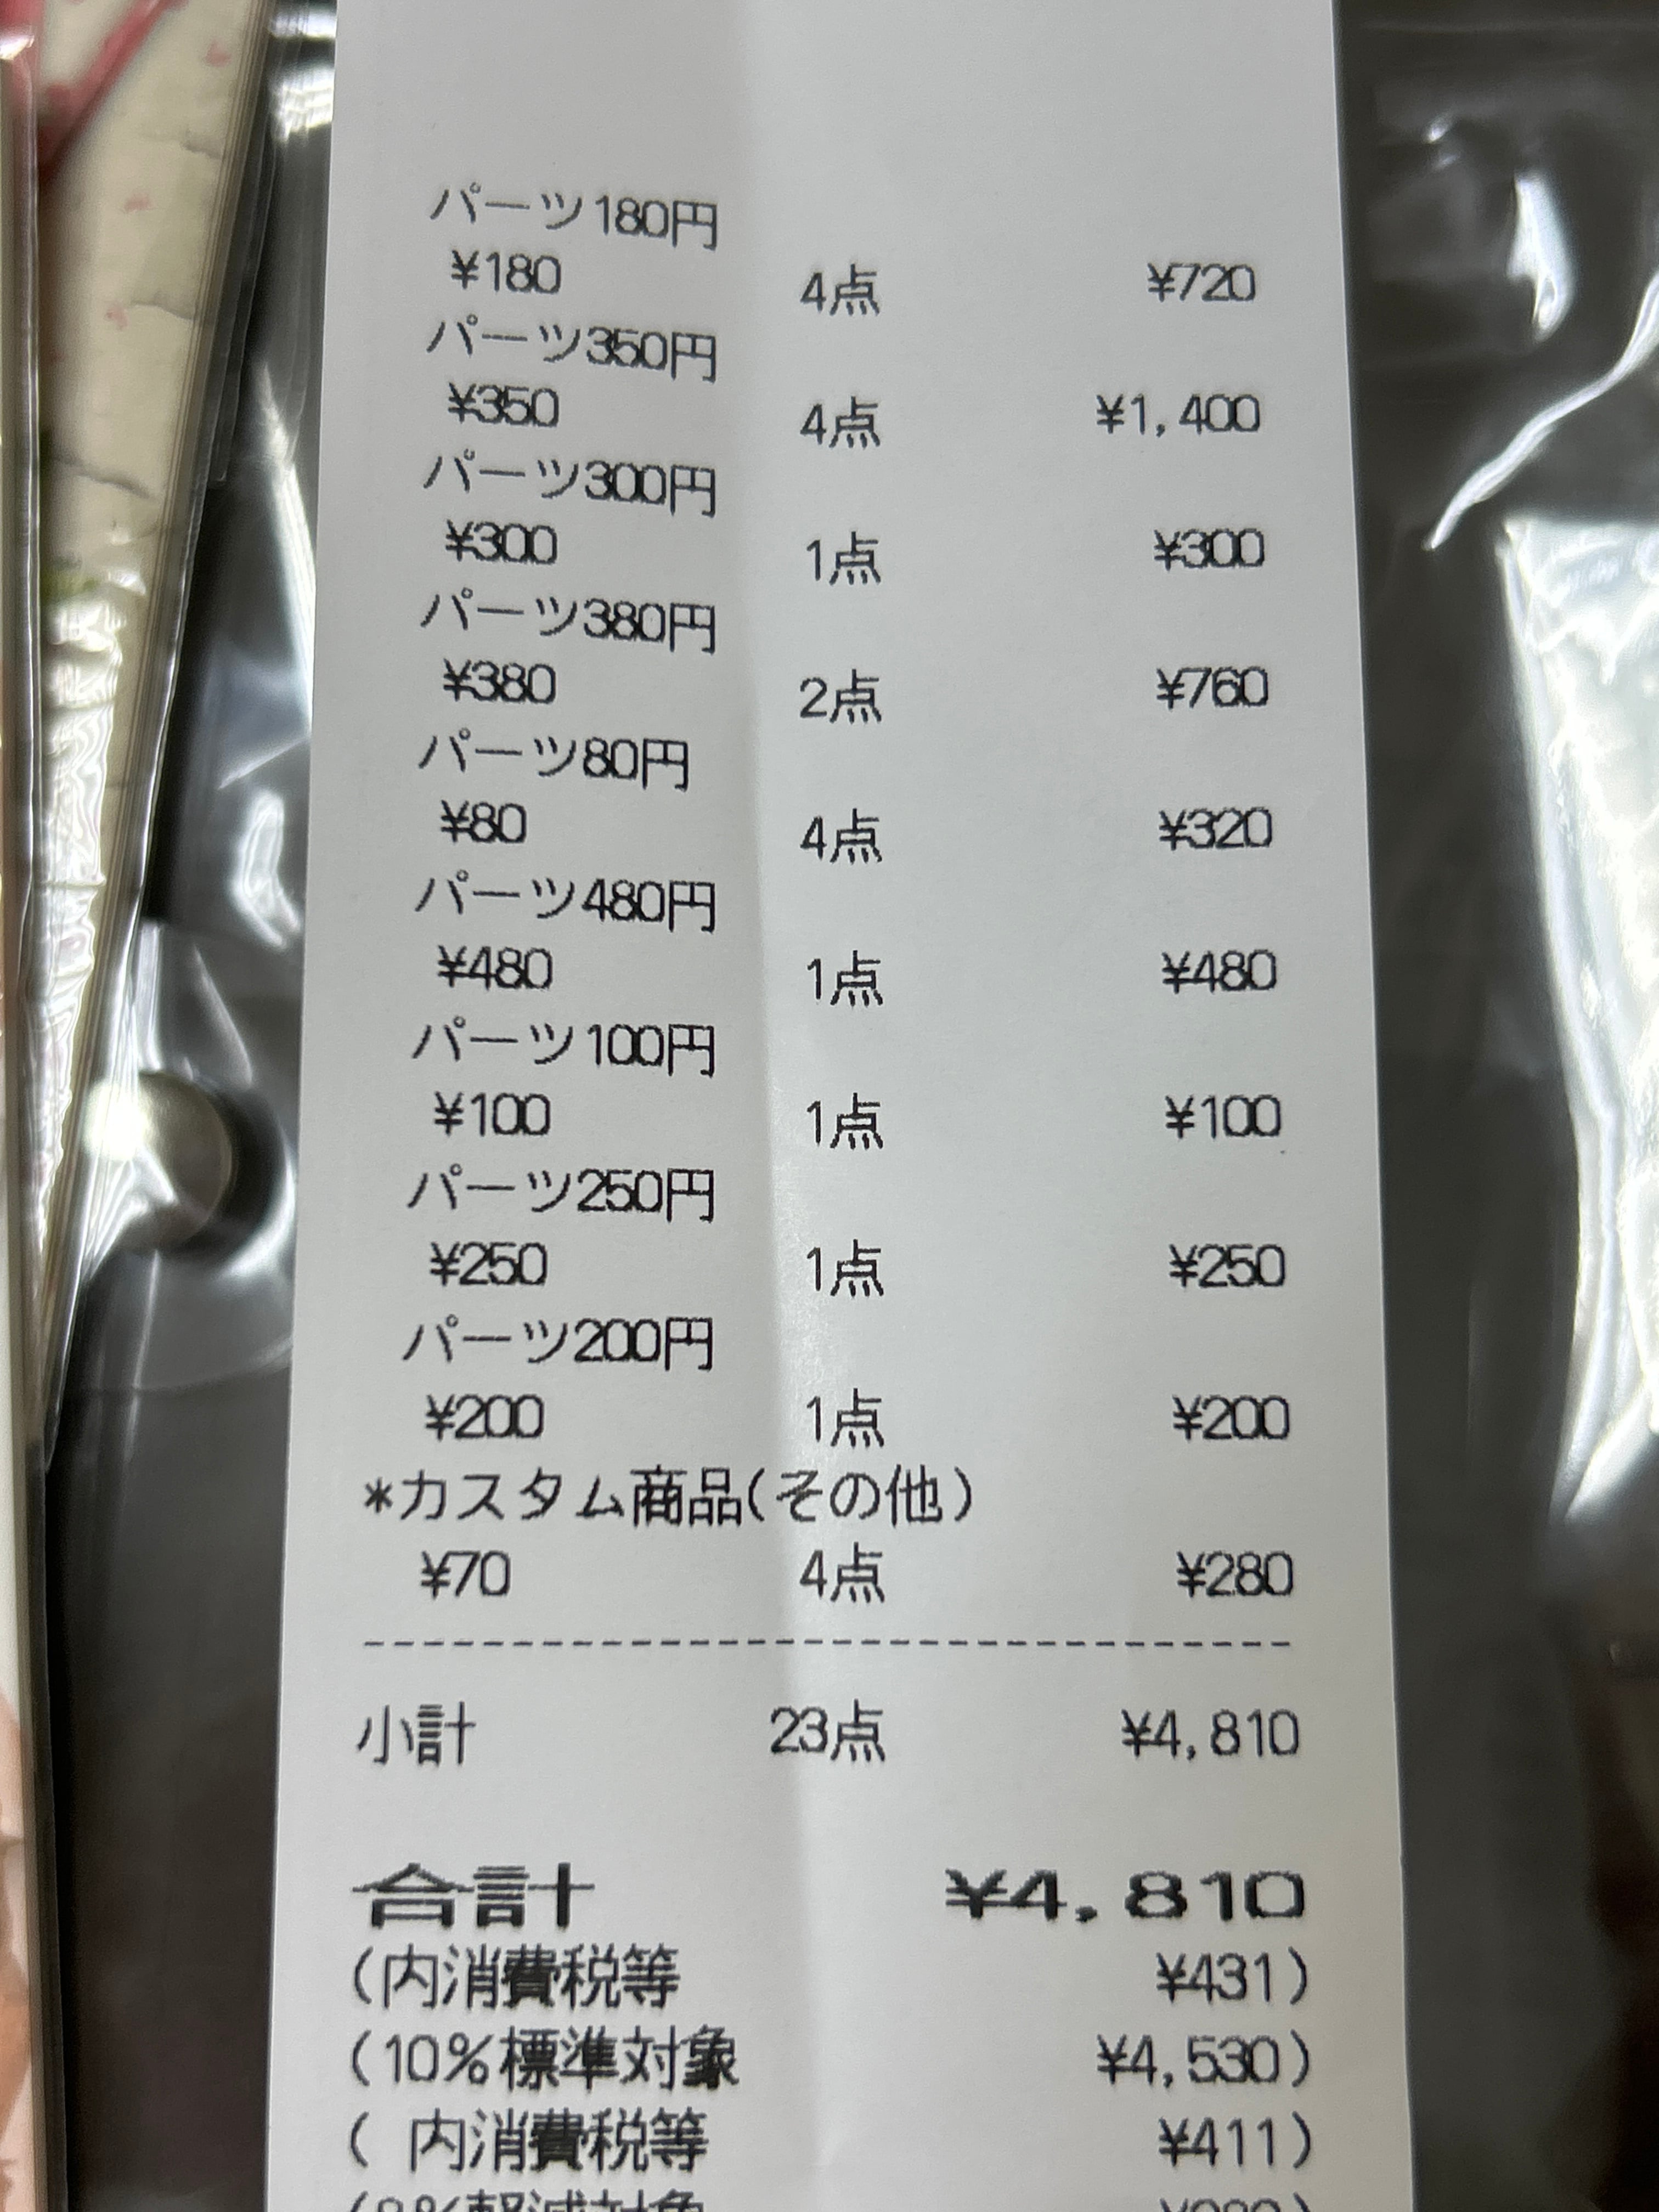 パーツ180円
¥180 4点 ¥720
パーツ350円
¥350 4点 ¥1,400
パーツ300円
¥300 1点 ¥300
パーツ380円
¥380 2点 ¥760
パーツ80円
¥80 4点 ¥320
パーツ480円
¥480 1点 ¥480
パーツ100円
¥100 1点 ¥100
パーツ250円
¥250 1点 ¥250
パーツ200円
¥200 1点 ¥200
*カスタム商品(その他)
¥70 4点 ¥280
小計 23点 ¥4,810
合計 ¥4,810
(内消費税等 ¥431)
(10%標準対象 ¥4,530)
( 内消費税等 ¥411)